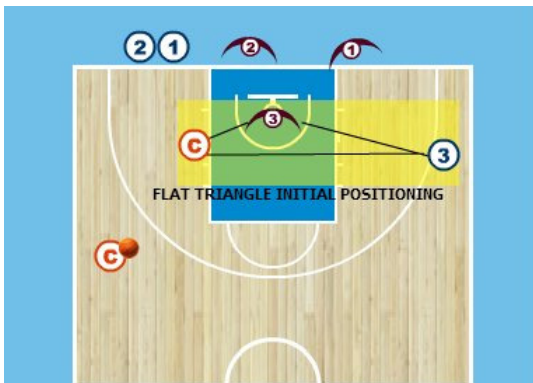 2 1 2 1
3
C 3
FLAT TRIANGLE INITIAL POSITIONING
C